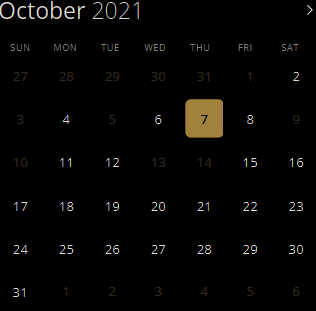 October 2021
SUN MON TUE WED THU FRI SAT
27 28 29 30 31 1 2
3 4 5 6 7 8 9
10 11 12 13 14 15 16
17 18 19 20 21 22 23
24 25 26 27 28 29 30
31 1 2 3 4 5 6